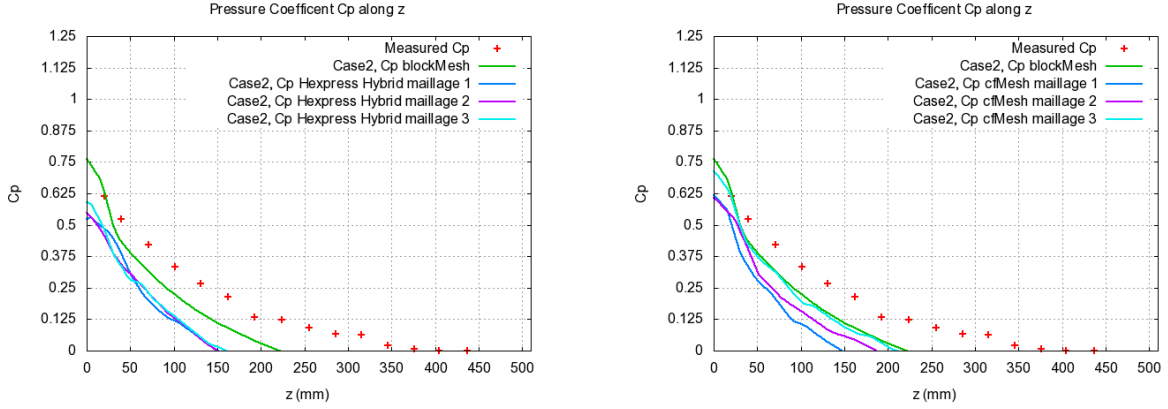 Pressure Coefficent Cp along z
1.25
1.125
1
0.875
0.75
0.625
0.5
0.375
0.25
0.125
0
Cp
Measured Cp
Case2, Cp blockMesh
Case2, Cp Hexpress Hybrid maillage 1
Case2, Cp Hexpress Hybrid maillage 2
Case2, Cp Hexpress Hybrid maillage 3
0 50 100 150 200 250 300 350 400 450 500
z (mm)
Pressure Coefficent Cp along z
1.25
1.125
1
0.875
0.75
0.625
0.5
0.375
0.25
0.125
0
Cp
Measured Cp
Case2, Cp blockMesh
Case2, Cp cfMesh maillage 1
Case2, Cp cfMesh maillage 2
Case2, Cp cfMesh maillage 3
0 50 100 150 200 250 300 350 400 450 500
z (mm)